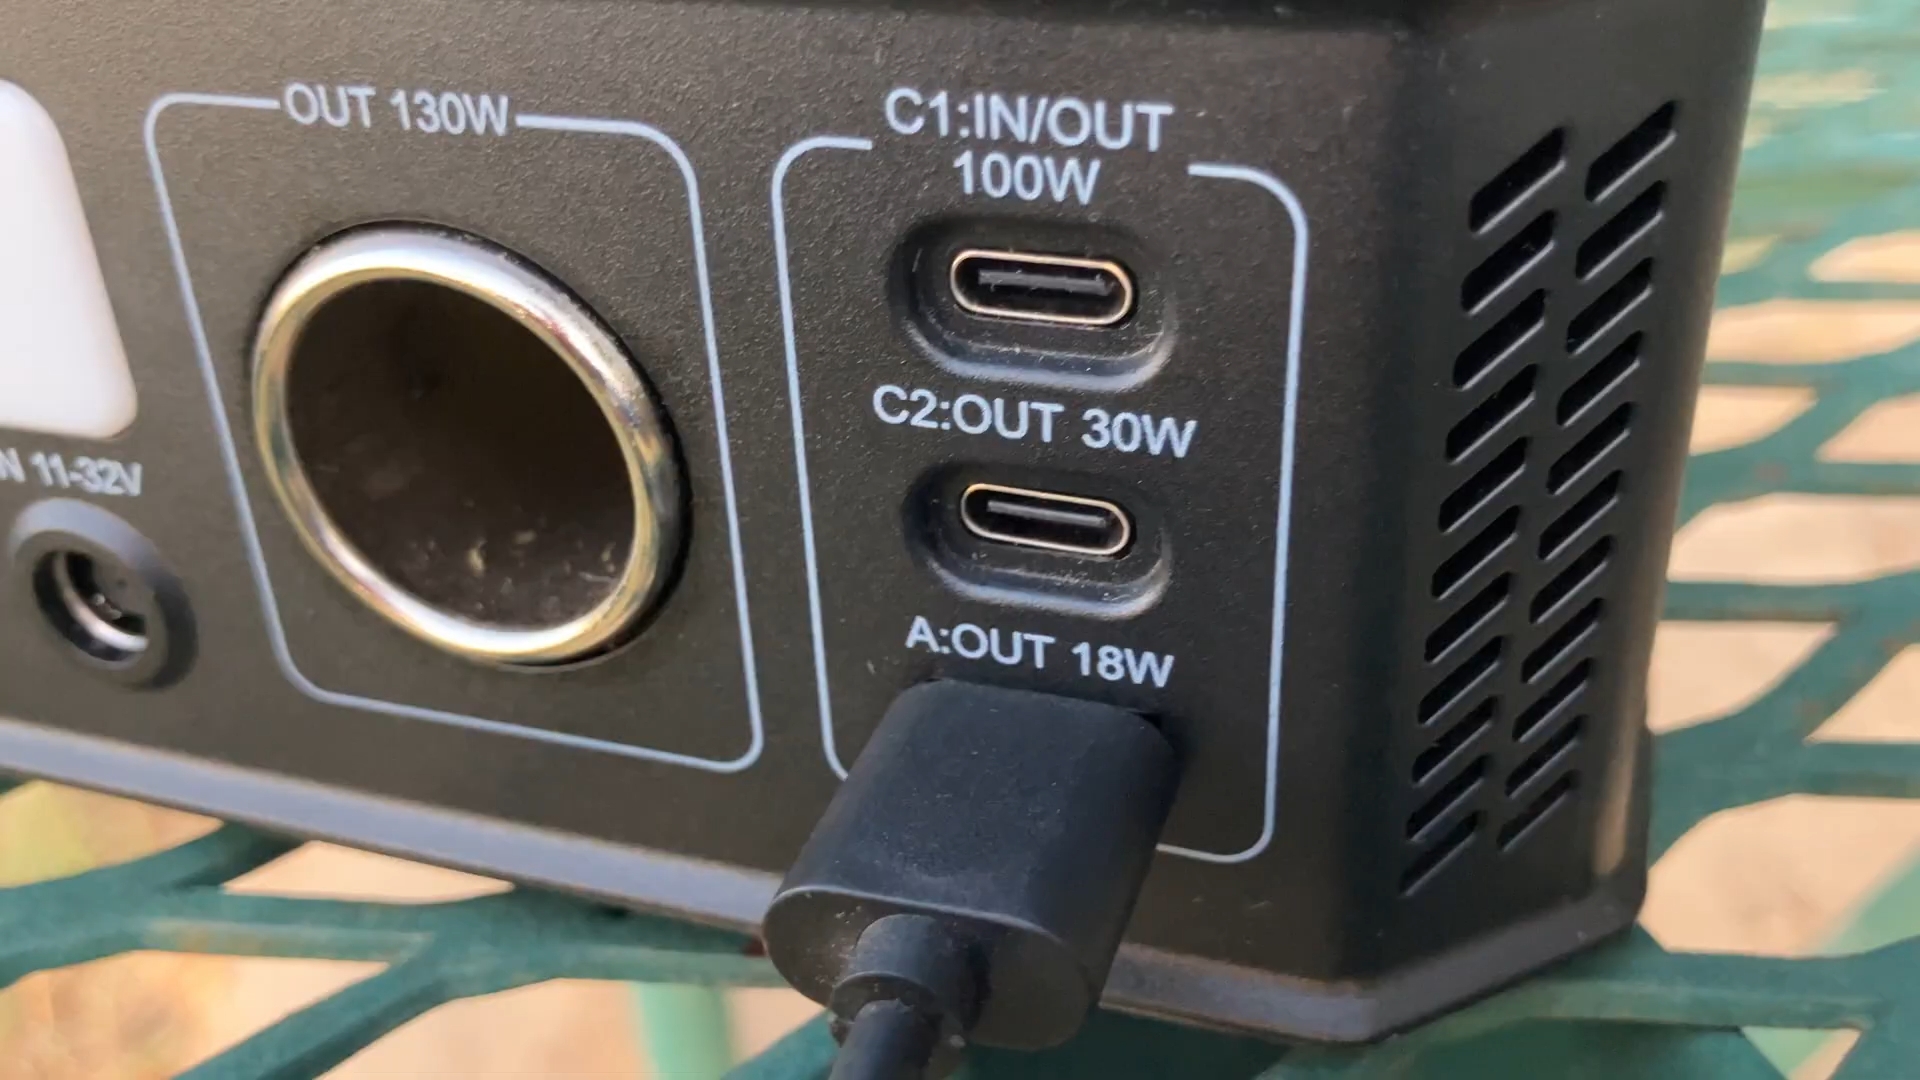 OUT 130W
C1:IN/OUT
100W
C2:OUT 30W
11-32V
A:OUT 18W